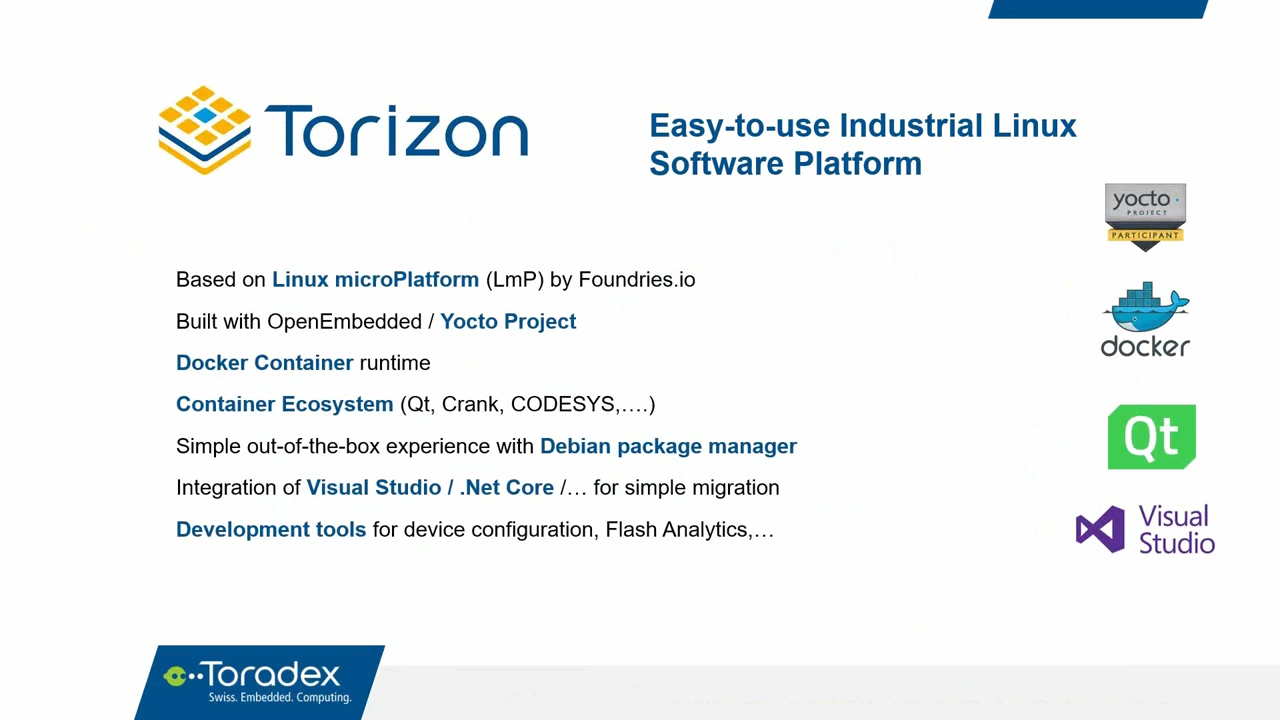 Torizon
Easy-to-use Industrial Linux
Software Platform
yocto
PROJECT
PARTICIPANT
Based on Linux microPlatform (LmP) by Foundries.io
Built with OpenEmbedded / Yocto Project
Docker Container runtime
docker
Container Ecosystem (Qt, Crank, CODESYS,….)
Qt
Simple out-of-the-box experience with Debian package manager
Integration of Visual Studio / .Net Core /… for simple migration
Visual
Studio
Development tools for device configuration, Flash Analytics,…
Toradex
Swiss. Embedded. Computing.